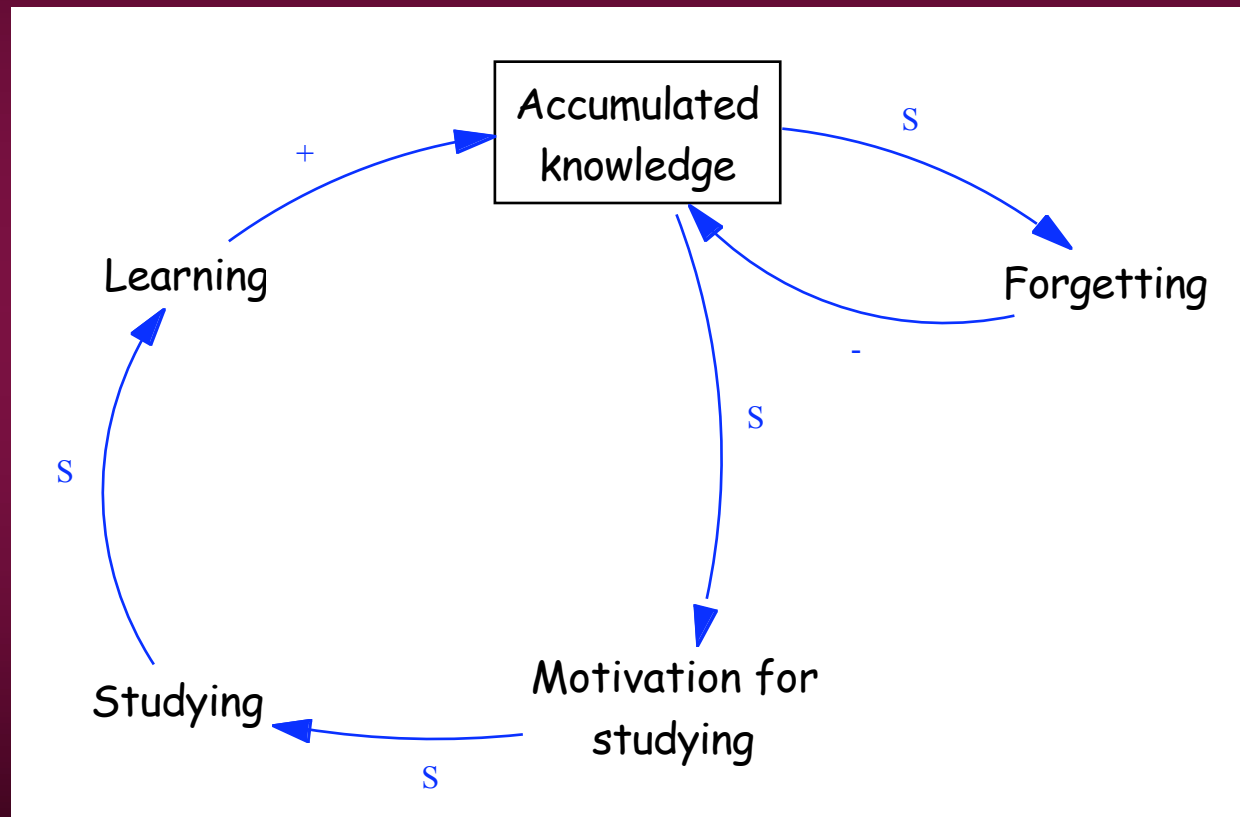 Accumulated
knowledge
S
+
Learning
Forgetting
-
S
S
Motivation for
studying
Studying
S